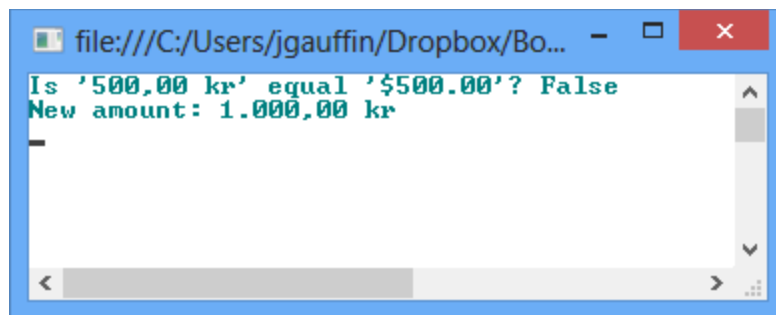 file:///C:/Users/jgauffin/Dropbox/Bo...
Is '500,00 kr' equal '$500.00'? False
New amount: 1.000,00 kr